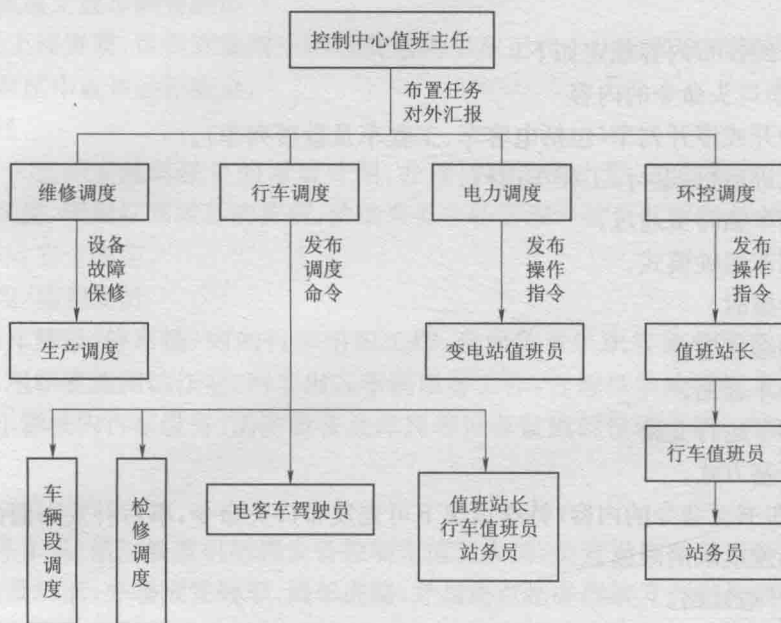 控制中心值班主任
布置任务
对外汇报
维修调度
行车调度
电力调度
环控调度
设备
故障
保修
发布
调度
命令
发布
操作
指令
发布
操作
指令
生产调度
变电站值班员
值班站长
车辆段调度
检修调度
电客车驾驶员
值班站长
行车值班员
站务员
行车值班员
站务员